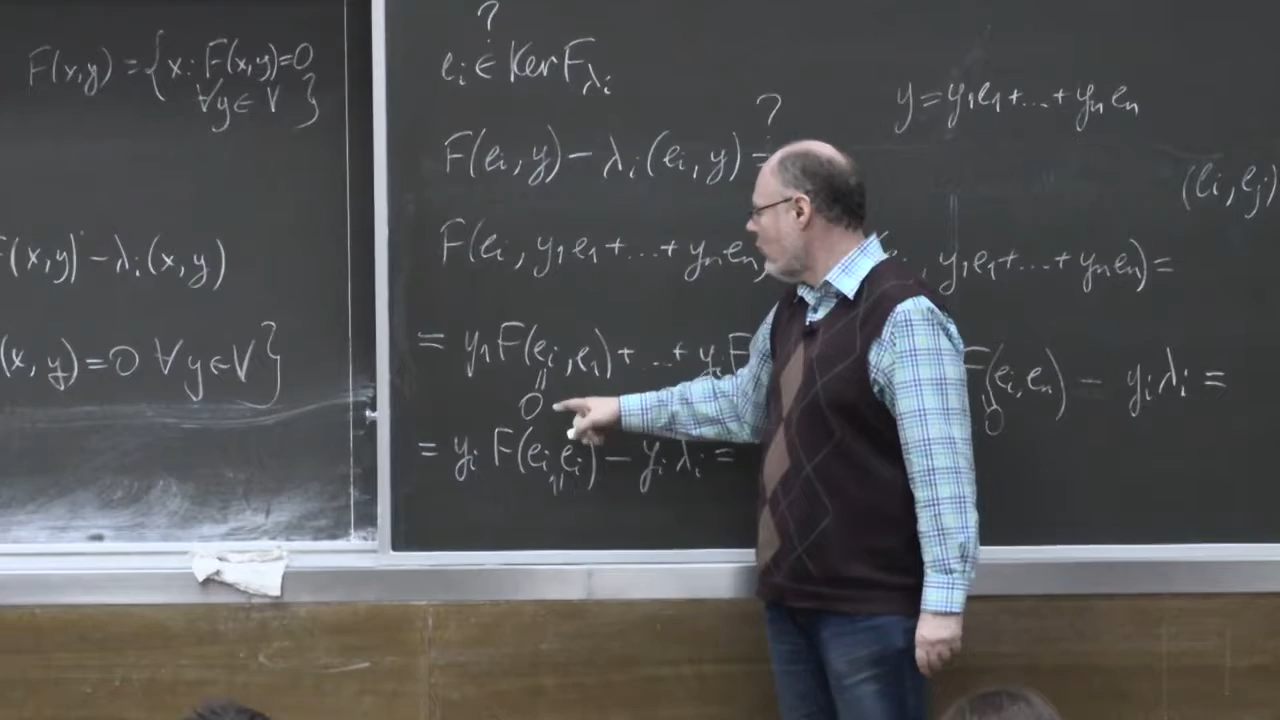 F(x,y) = { x : F(x,y)=0
∀y ∈ V }
F(x,y) − λᵢ(x,y)
(x,y)=0 ∀y∈V }
?
eᵢ ∈ Ker F_λᵢ
?
F(eᵢ, y) − λᵢ(eᵢ, y) =
F(eᵢ, y₁e₁+...+yₙeₙ
, y₁e₁+...+yₙeₙ) =
= y₁F(eᵢ,e₁) + ... + yᵢF
F(eᵢ,eₙ) − yᵢλᵢ =
"
0
"
0
= yᵢ F(eᵢ,eᵢ) − yᵢ λᵢ =
"
y = y₁e₁+...+yₙeₙ
(eᵢ, eⱼ)